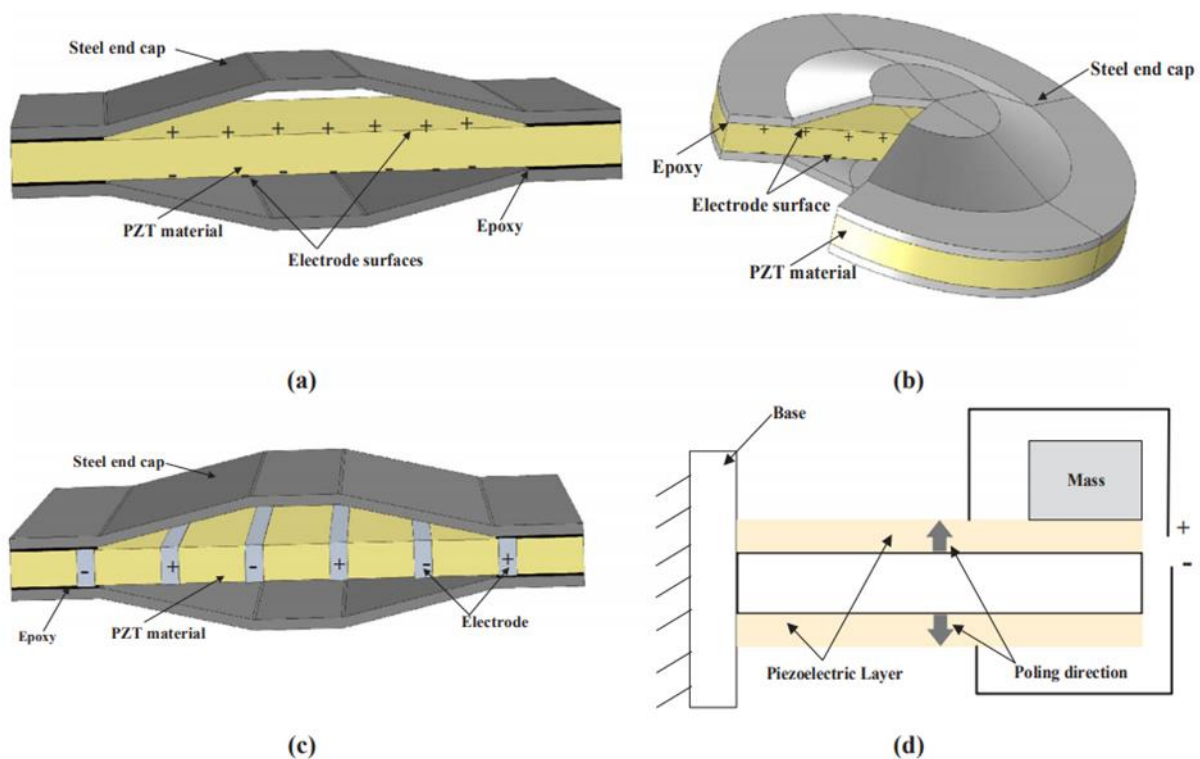 Steel end cap
+ + + + + + +
- - - - - - -
PZT material
Electrode surfaces
Epoxy
(a)
Steel end cap
+ + + +
- - - -
Epoxy
Electrode surface
PZT material
(b)
Steel end cap
- + - + - +
Epoxy
PZT material
Electrode
(c)
Base
Mass
+
-
Piezoelectric Layer
Poling direction
(d)